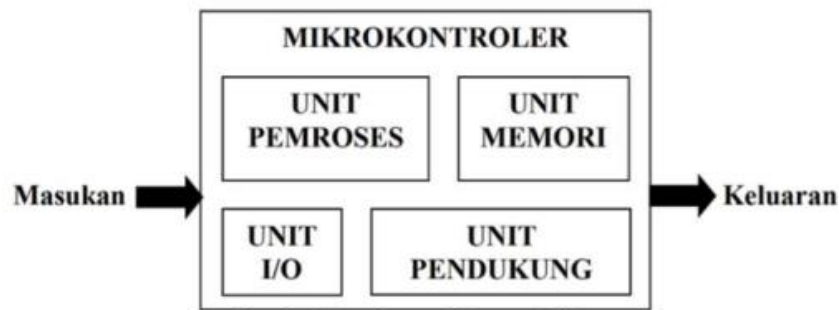 MIKROKONTROLER
UNIT
PEMROSES
UNIT
MEMORI
Masukan
Keluaran
UNIT
I/O
UNIT
PENDUKUNG